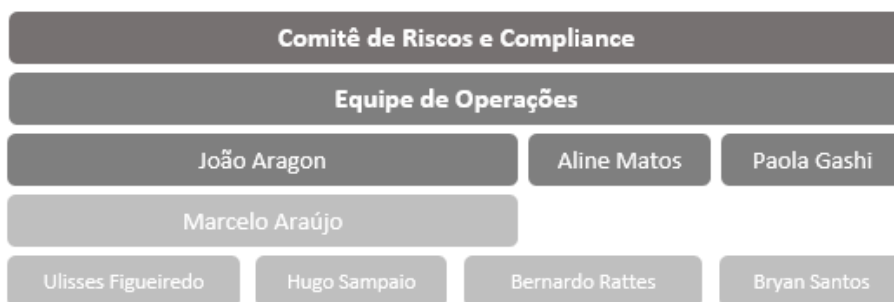 Comitê de Riscos e Compliance
Equipe de Operações
João Aragon Aline Matos Paola Gashi
Marcelo Araújo
Ulisses Figueiredo Hugo Sampaio Bernardo Rattes Bryan Santos